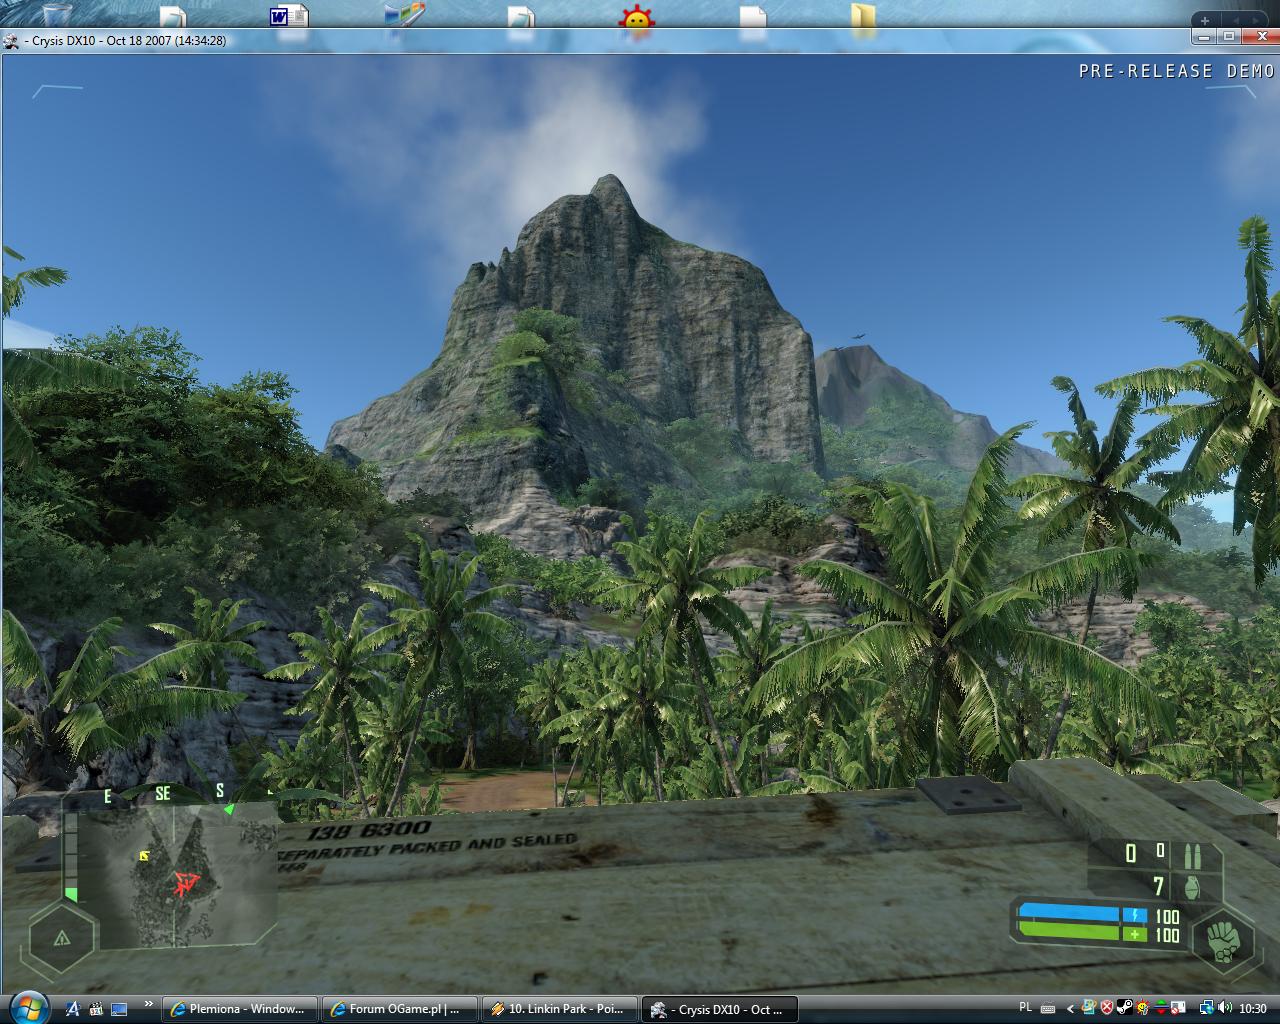 - Crysis DX10 - Oct 18 2007 (14:34:28)
PRE-RELEASE DEMO
E SE S
138 6300
SEPARATELY PACKED AND SEALED
0 0
7
100
100
Plemiona - Window...
Forum OGame.pl | ...
10. Linkin Park - Poi...
- Crysis DX10 - Oct ...
PL
10:30